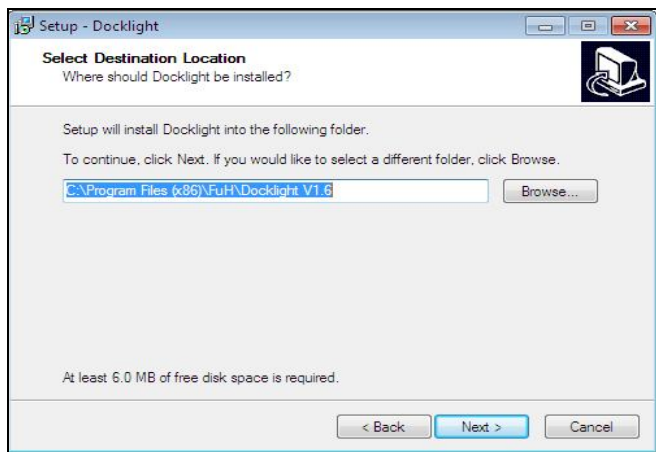 Setup - Docklight
Select Destination Location
Where should Docklight be installed?
Setup will install Docklight into the following folder.
To continue, click Next. If you would like to select a different folder, click Browse.
C:\Program Files (x86)\FuH\Docklight V1.6
Browse...
At least 6.0 MB of free disk space is required.
< Back
Next >
Cancel